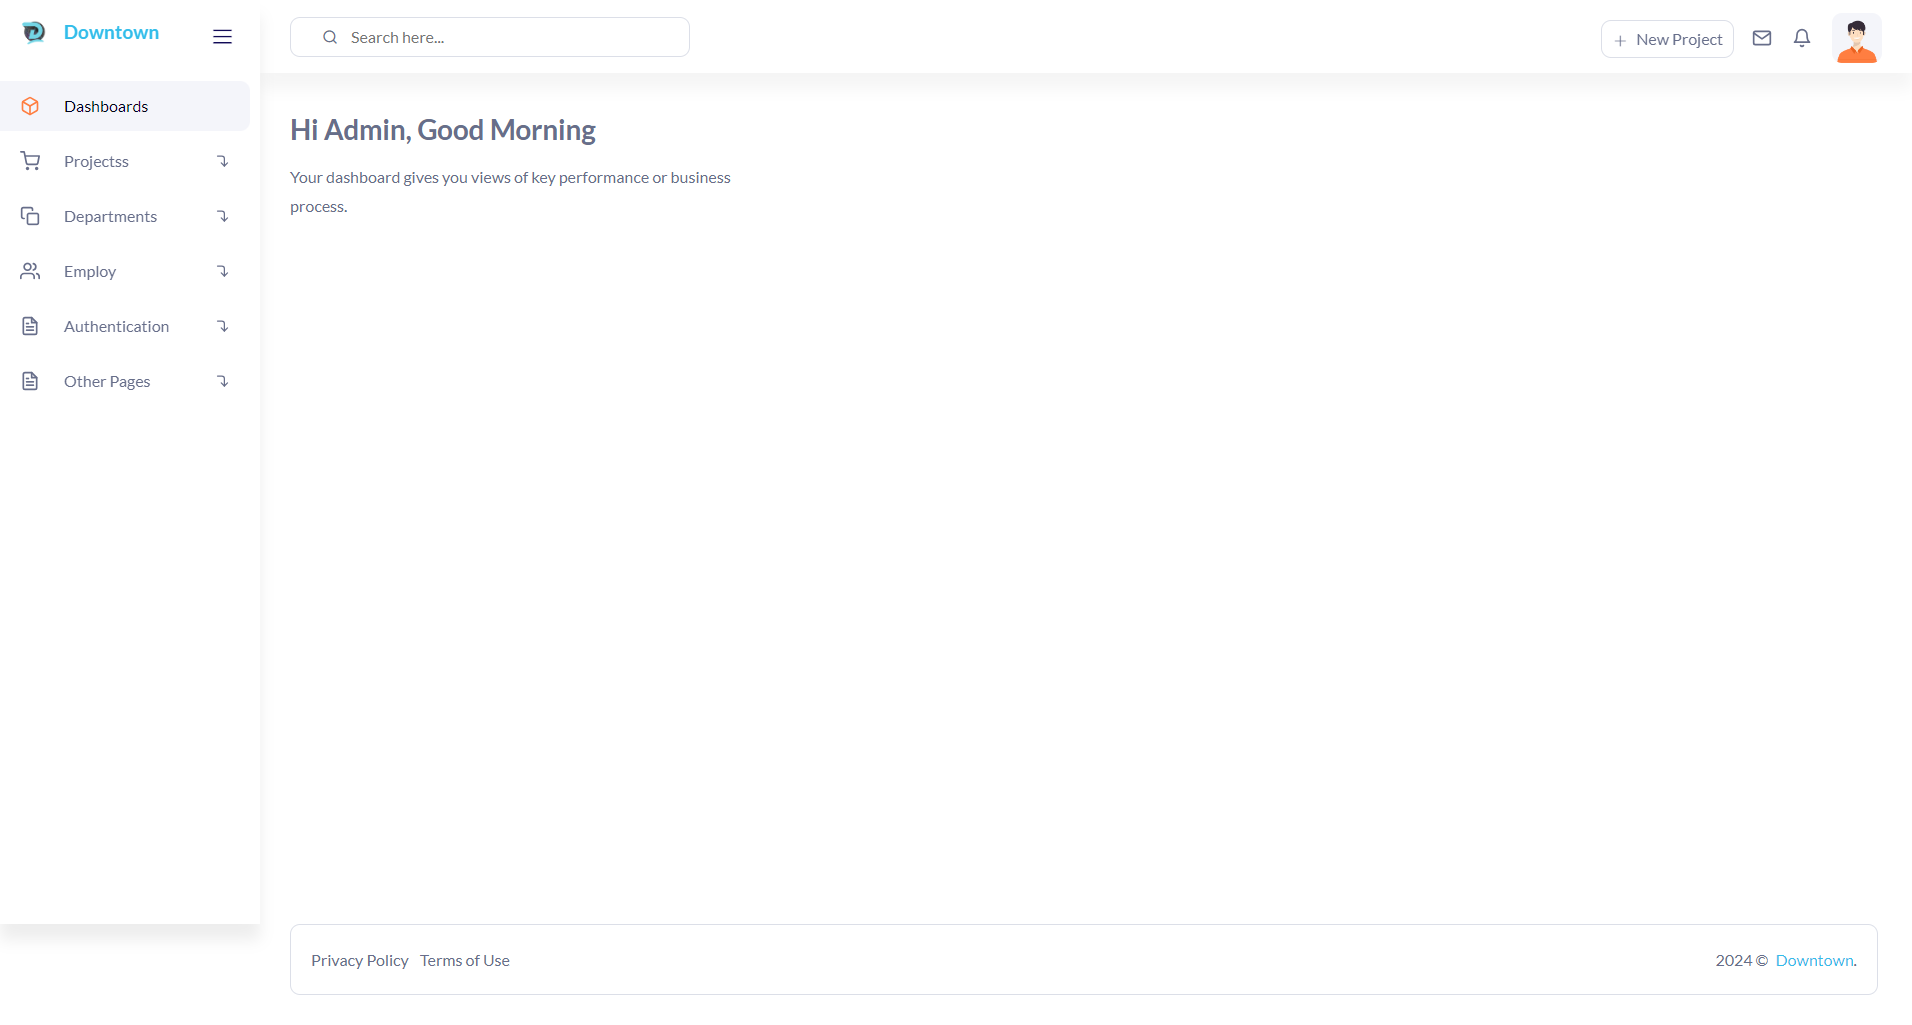 Downtown
Search here...
New Project
Dashboards
Projectss
Departments
Employ
Authentication
Other Pages
Hi Admin, Good Morning
Your dashboard gives you views of key performance or business
process.
Privacy Policy Terms of Use
2024 © Downtown.